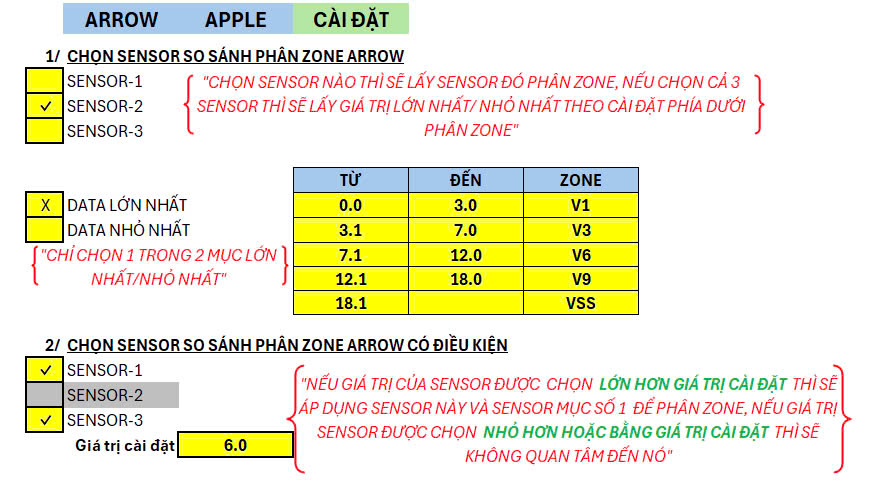 ARROW APPLE CÀI ĐẶT
1/ CHỌN SENSOR SO SÁNH PHÂN ZONE ARROW
SENSOR-1
✓ SENSOR-2
SENSOR-3
"CHỌN SENSOR NÀO THÌ SẼ LẤY SENSOR ĐÓ PHÂN ZONE, NẾU CHỌN CẢ 3
SENSOR THÌ SẼ LẤY GIÁ TRỊ LỚN NHẤT/ NHỎ NHẤT THEO CÀI ĐẶT PHÍA DƯỚI
PHÂN ZONE"
X DATA LỚN NHẤT
DATA NHỎ NHẤT
"CHỈ CHỌN 1 TRONG 2 MỤC LỚN
NHẤT/NHỎ NHẤT"
TỪ ĐẾN ZONE
0.0 3.0 V1
3.1 7.0 V3
7.1 12.0 V6
12.1 18.0 V9
18.1 VSS
2/ CHỌN SENSOR SO SÁNH PHÂN ZONE ARROW CÓ ĐIỀU KIỆN
✓ SENSOR-1
SENSOR-2
✓ SENSOR-3
Giá trị cài đặt 6.0
"NẾU GIÁ TRỊ CỦA SENSOR ĐƯỢC CHỌN LỚN HƠN GIÁ TRỊ CÀI ĐẶT THÌ SẼ
ÁP DỤNG SENSOR NÀY VÀ SENSOR MỤC SỐ 1 ĐỂ PHÂN ZONE, NẾU GIÁ TRỊ
SENSOR ĐƯỢC CHỌN NHỎ HƠN HOẶC BẰNG GIÁ TRỊ CÀI ĐẶT THÌ SẼ
KHÔNG QUAN TÂM ĐẾN NÓ"